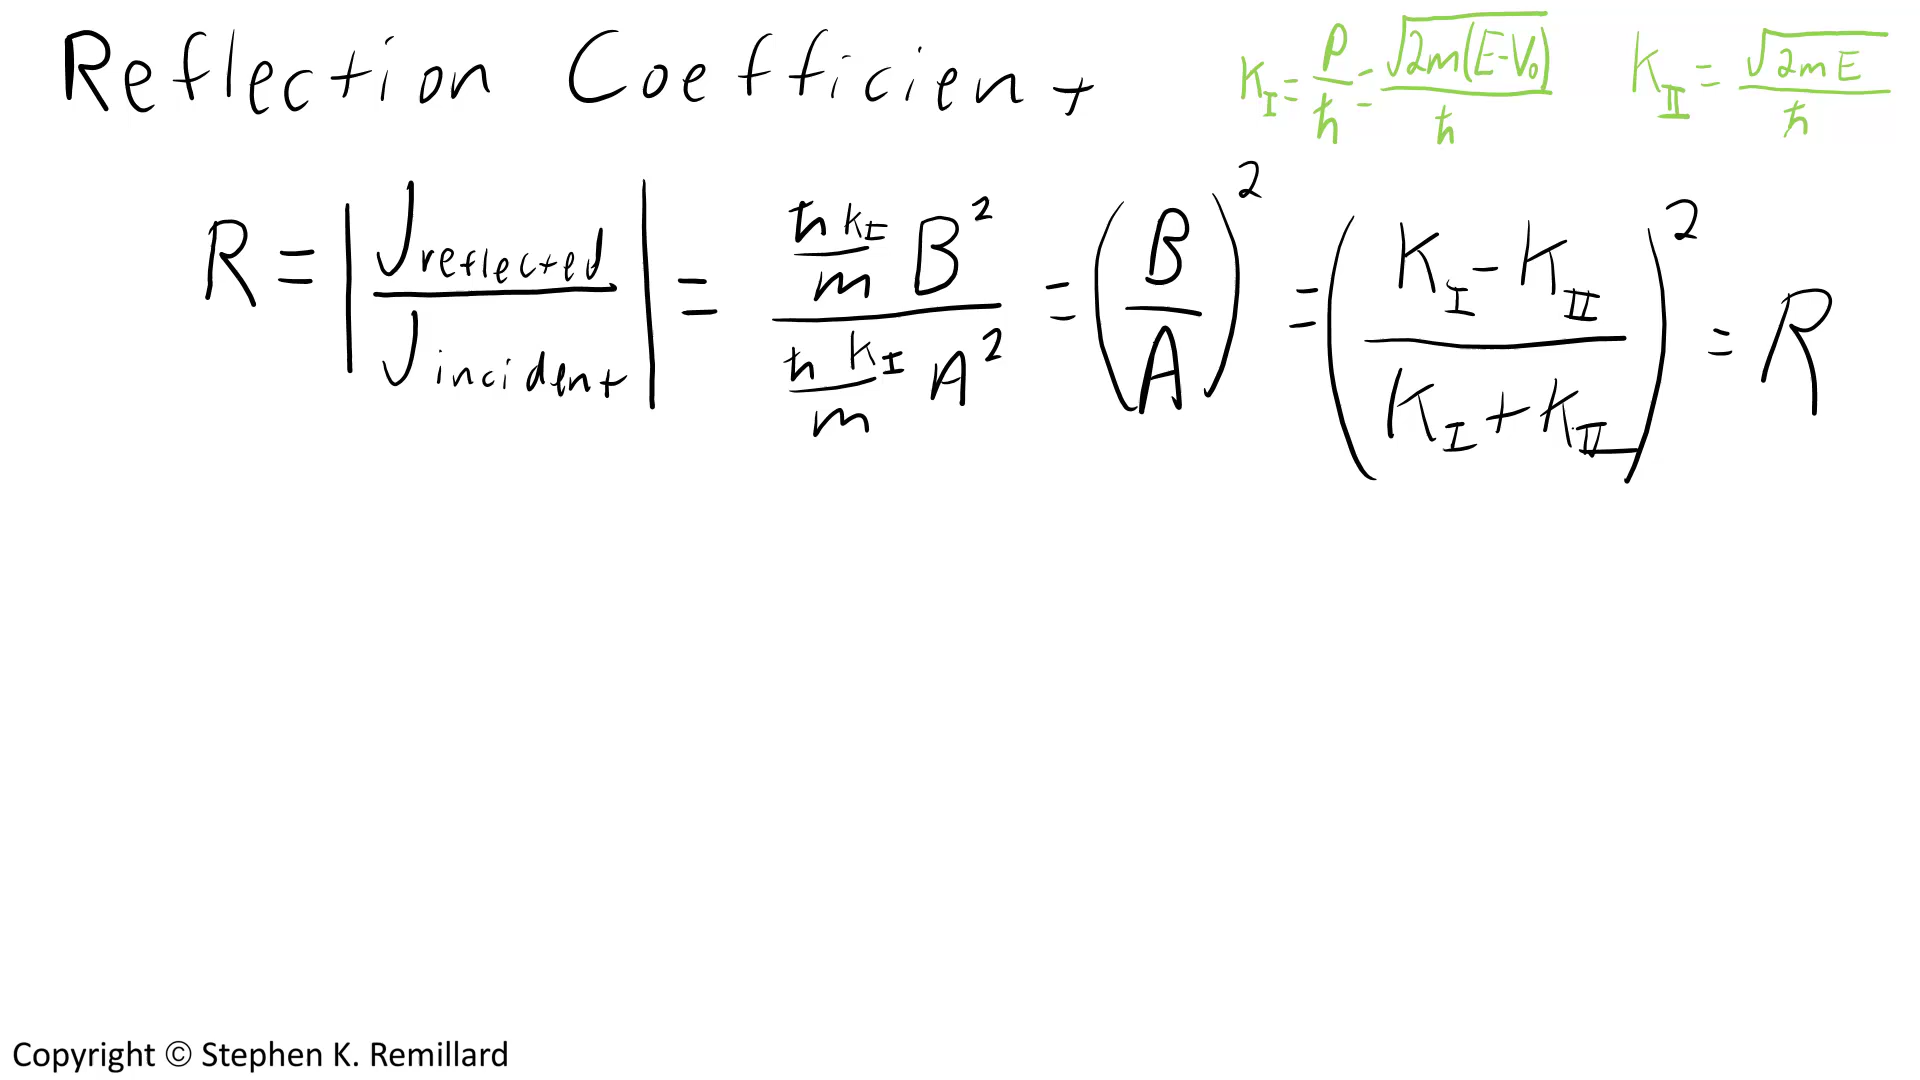 Reflection Coefficient K_I = P/ħ = √(2m(E-V₀))/ħ K_II = √(2mE)/ħ
R = |J_reflected / J_incident| = (ħK_I/m B²) / (ħK_I/m A²) = (B/A)² = ((K_I - K_II) / (K_I + K_II))² = R
Copyright © Stephen K. Remillard